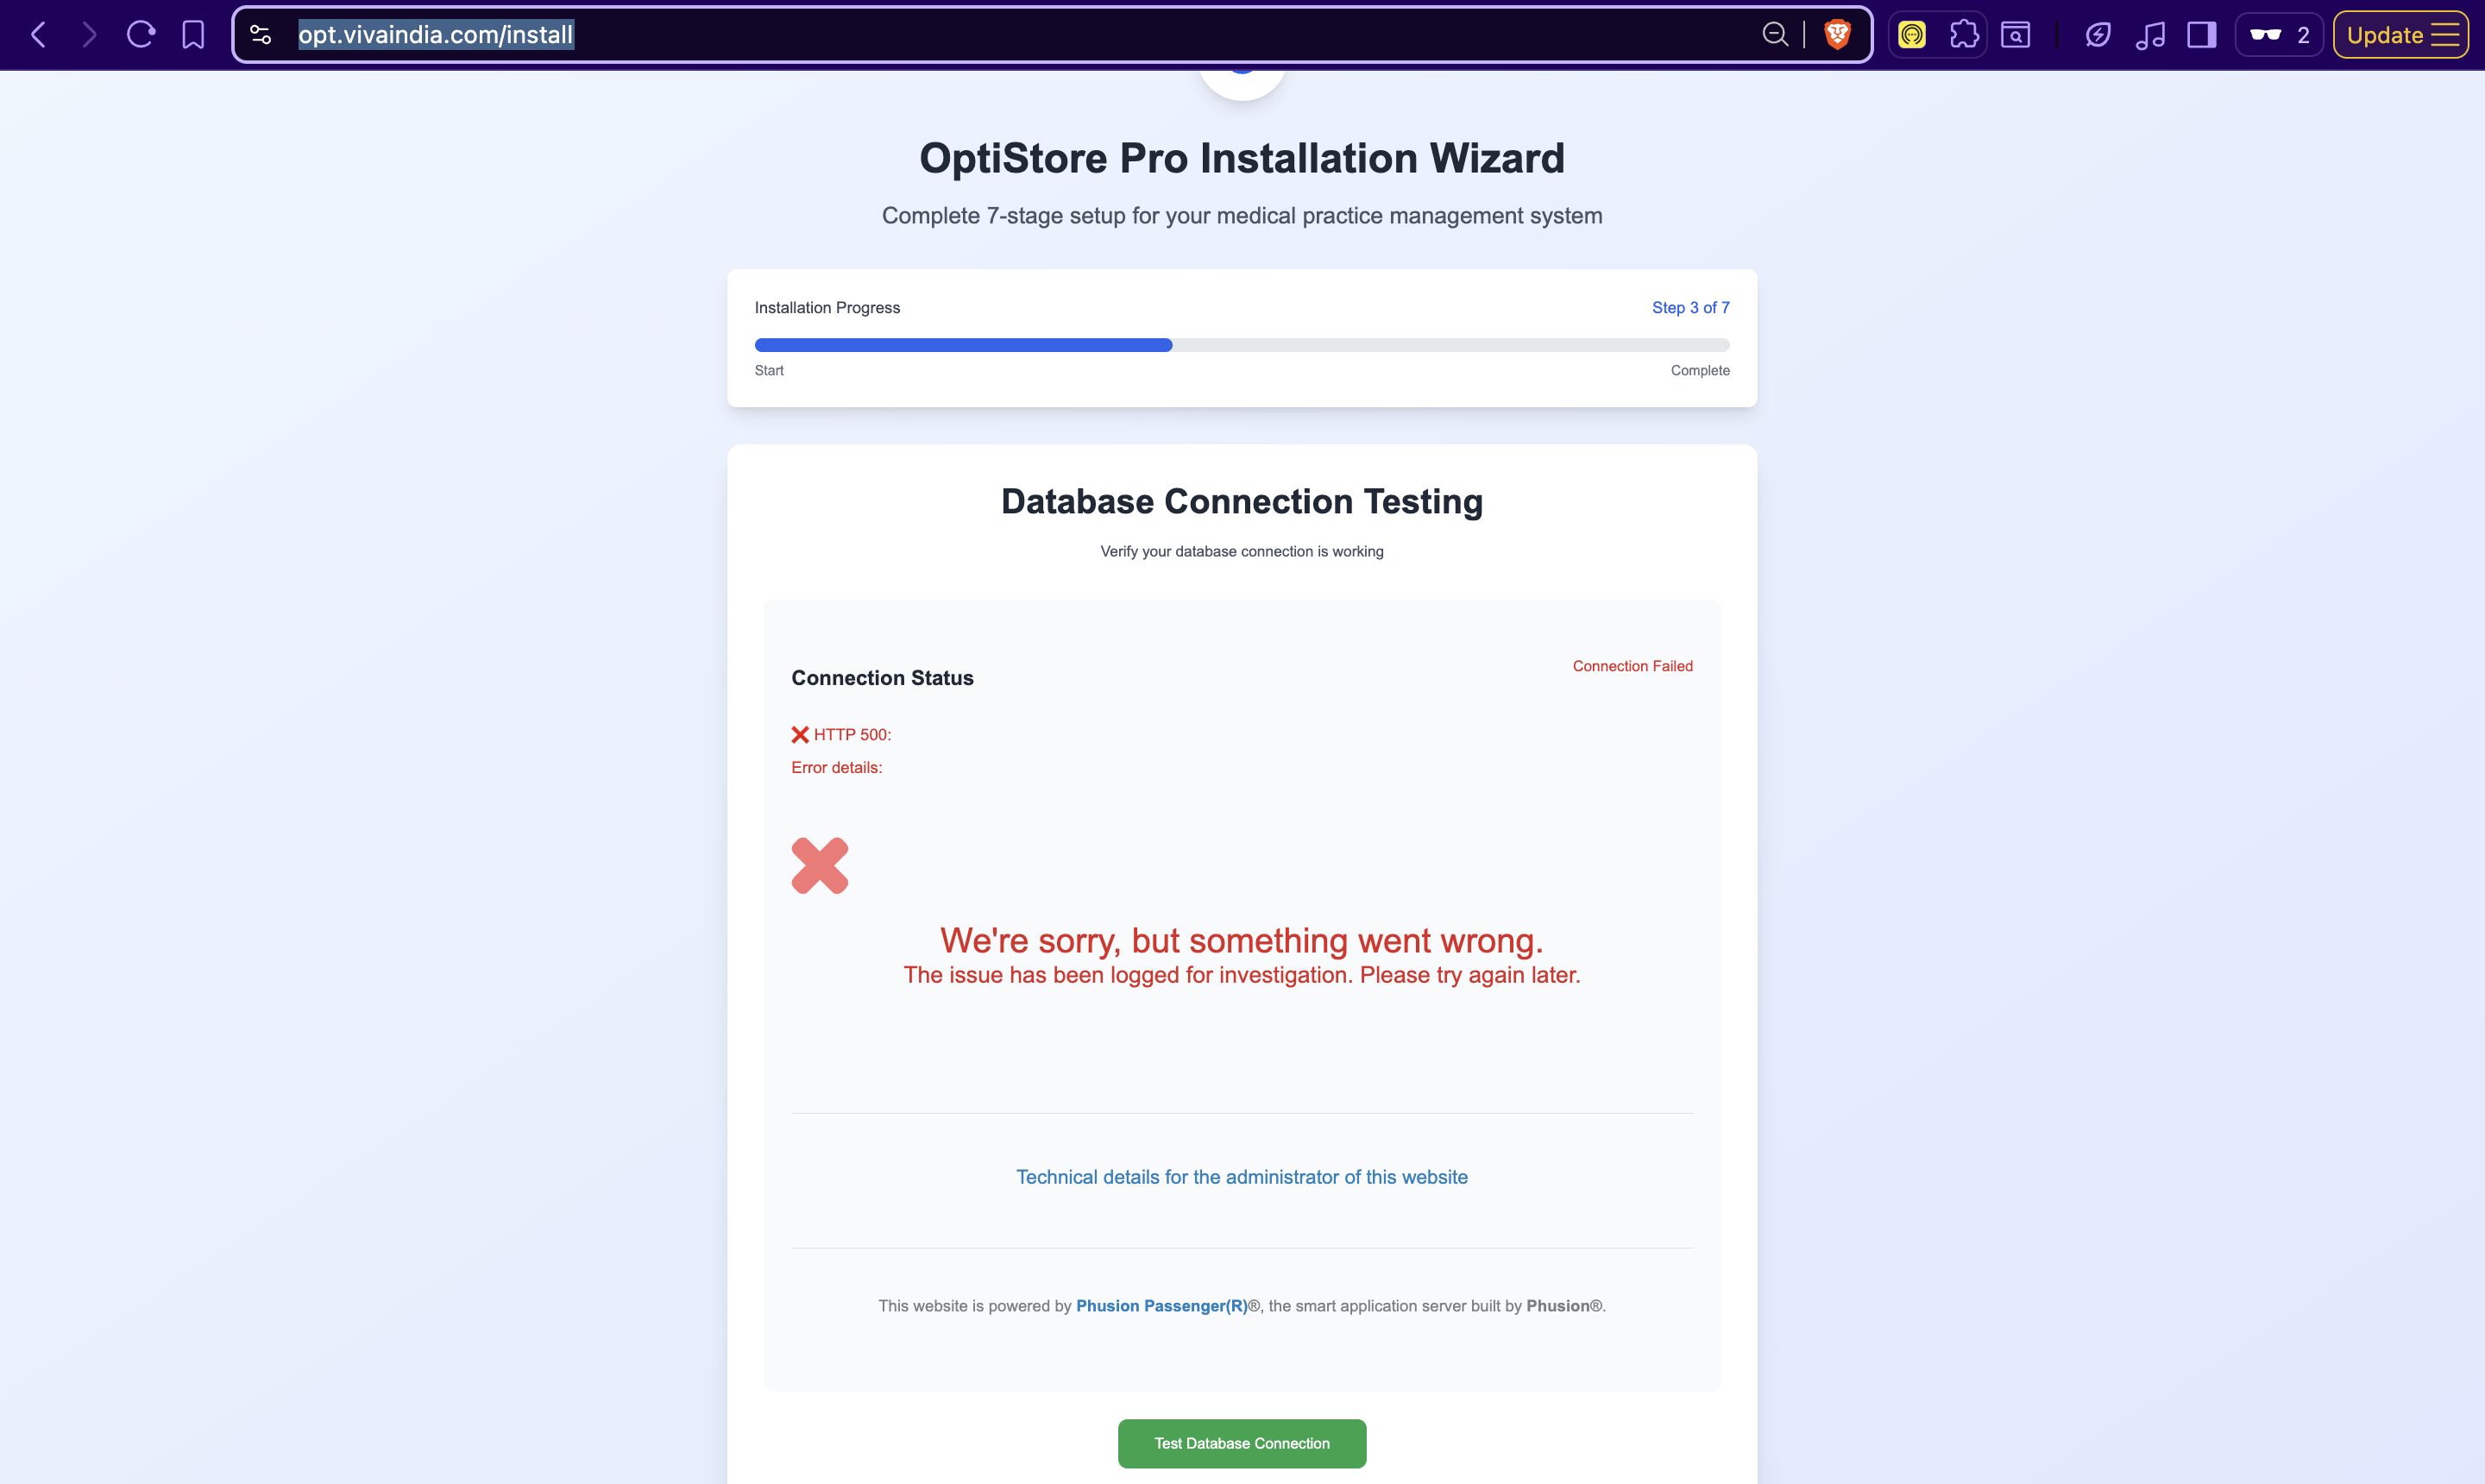 opt.vivaindia.com/install
2
Update
OptiStore Pro Installation Wizard
Complete 7-stage setup for your medical practice management system
Installation Progress
Step 3 of 7
Start
Complete
Database Connection Testing
Verify your database connection is working
Connection Status
Connection Failed
❌ HTTP 500:
Error details:
We're sorry, but something went wrong.
The issue has been logged for investigation. Please try again later.
Technical details for the administrator of this website
This website is powered by Phusion Passenger(R)®, the smart application server built by Phusion®.
Test Database Connection